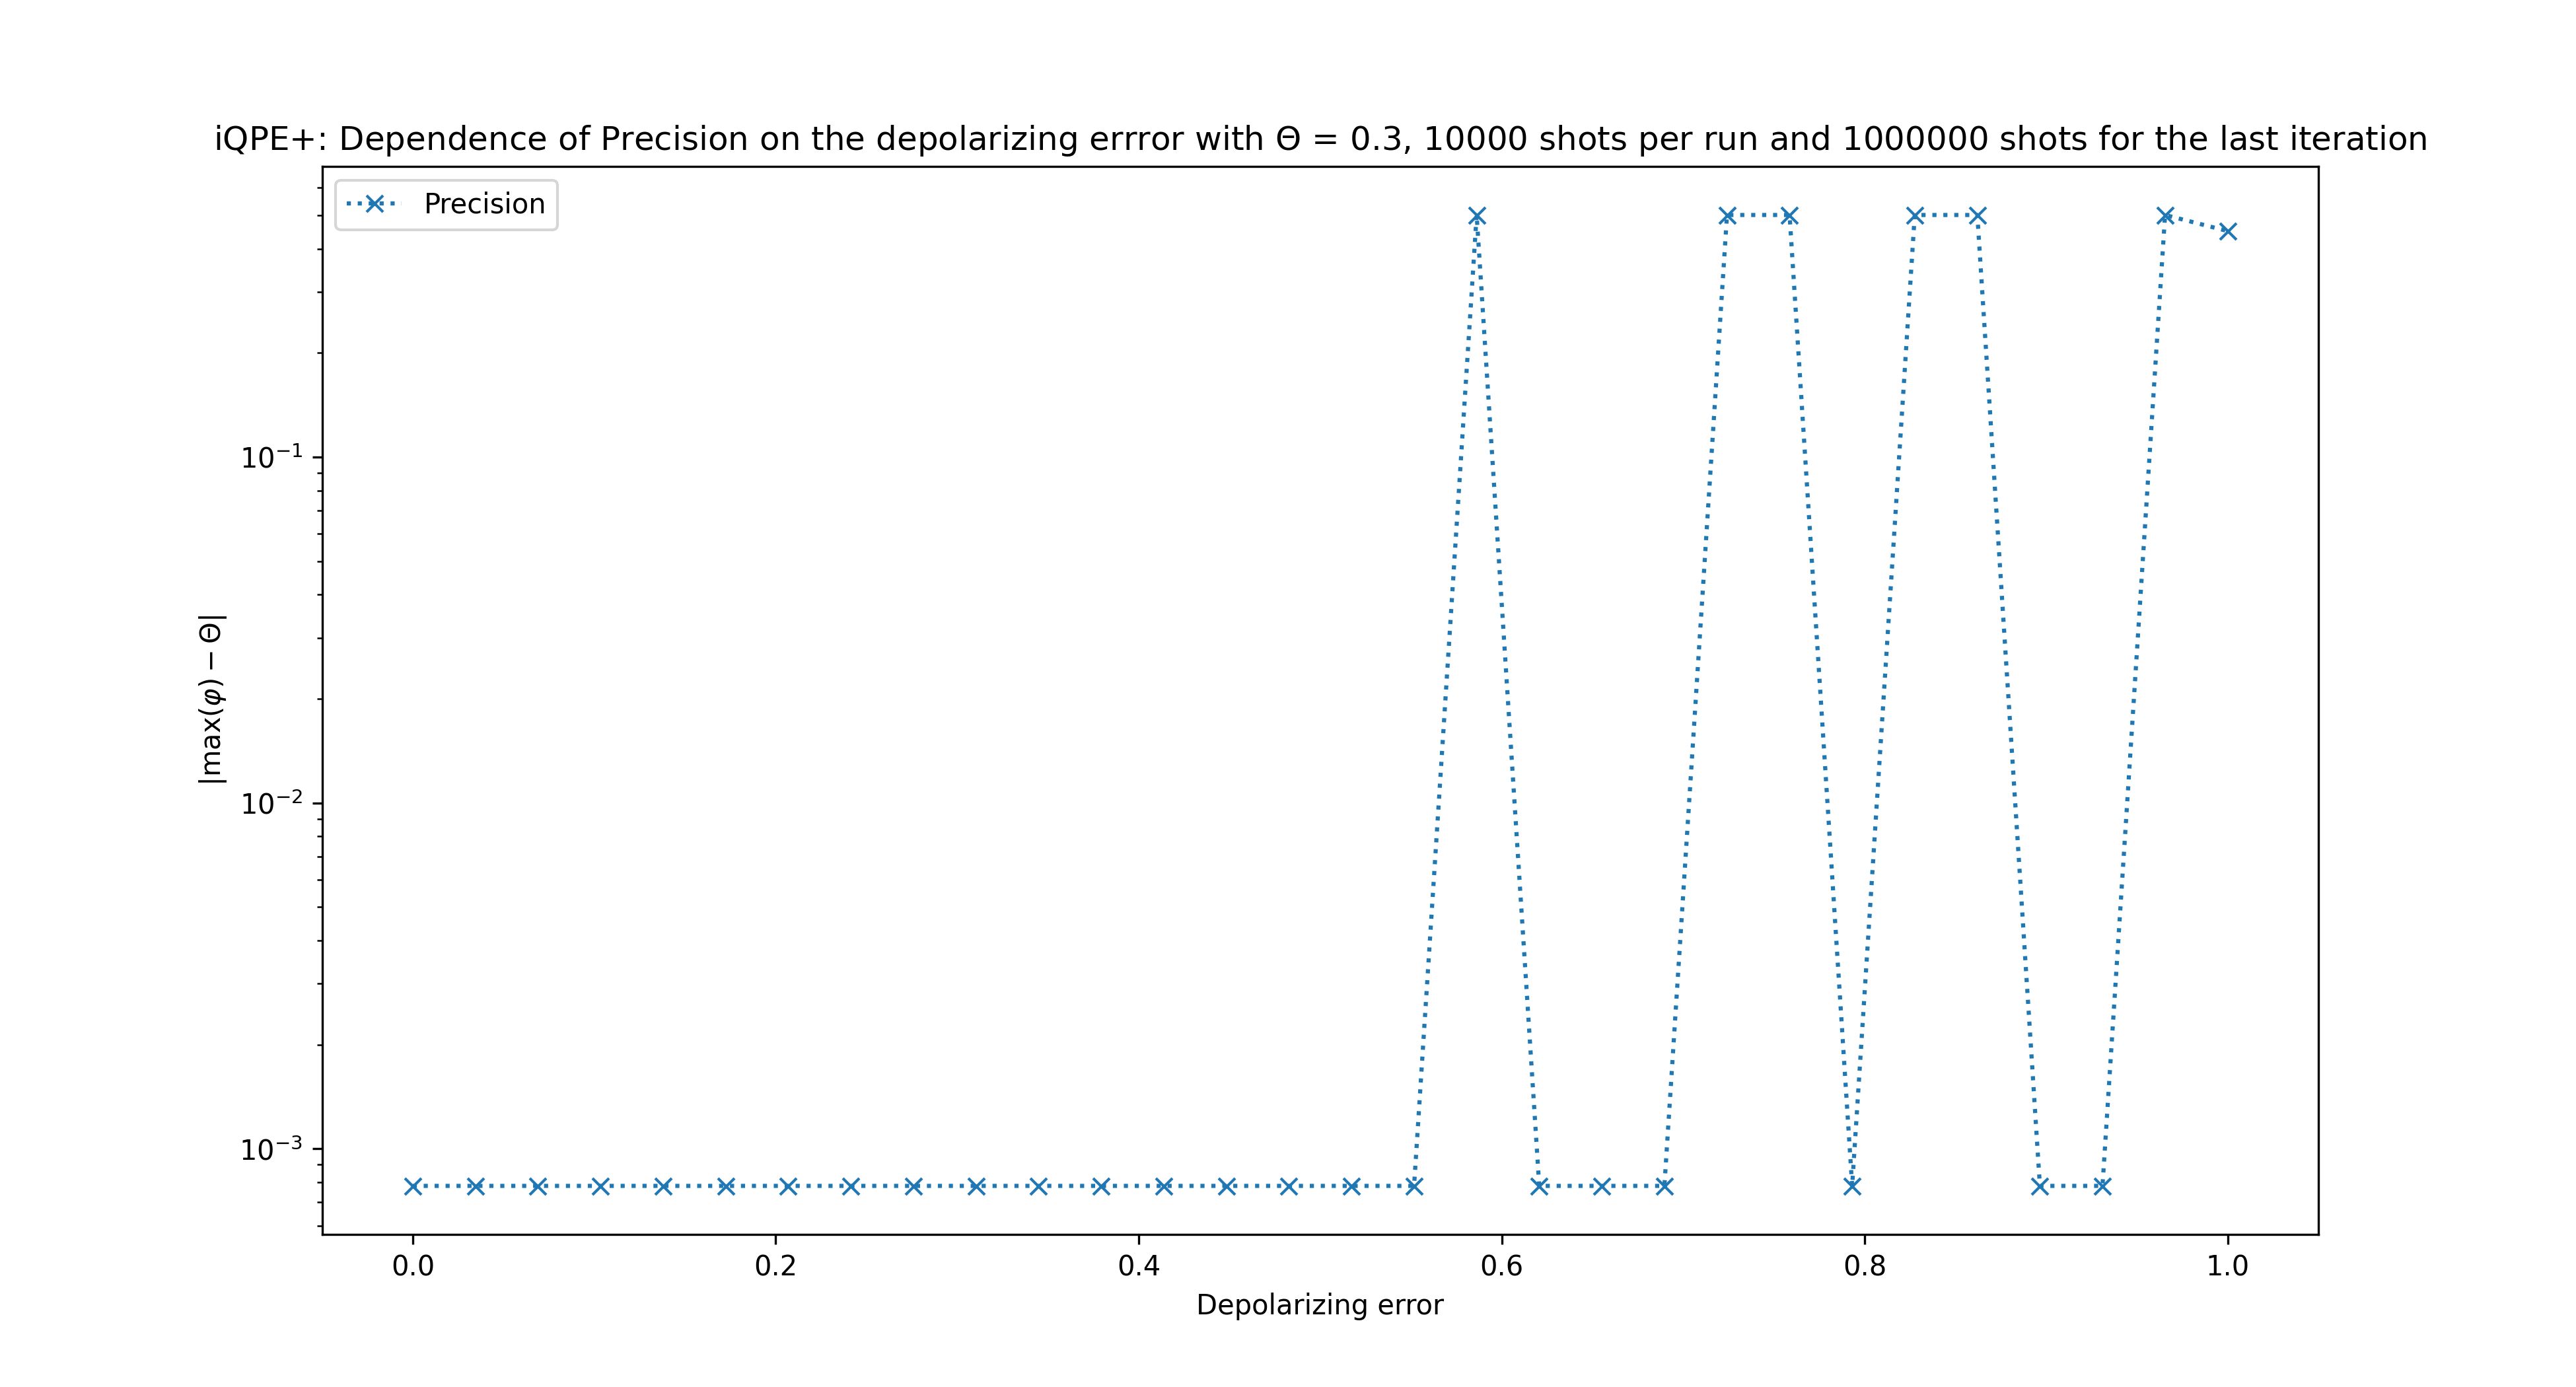 iQPE+: Dependence of Precision on the depolarizing errror with Θ = 0.3, 10000 shots per run and 1000000 shots for the last iteration
Precision
|max(φ) − Θ|
10⁻¹
10⁻²
10⁻³
0.0 0.2 0.4 0.6 0.8 1.0
Depolarizing error